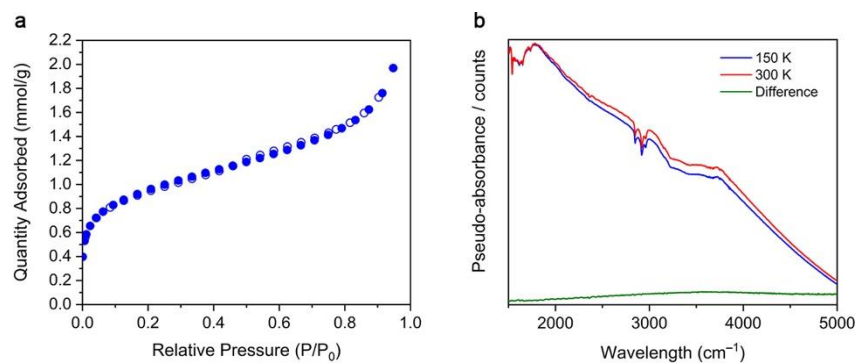 a
2.2
2.0
1.8
1.6
1.4
1.2
1.0
0.8
0.6
0.4
0.2
0.0
0.0 0.2 0.4 0.6 0.8 1.0
Quantity Adsorbed (mmol/g)
Relative Pressure (P/P₀)
b
150 K
300 K
Difference
Pseudo-absorbance / counts
2000 3000 4000 5000
Wavelength (cm⁻¹)